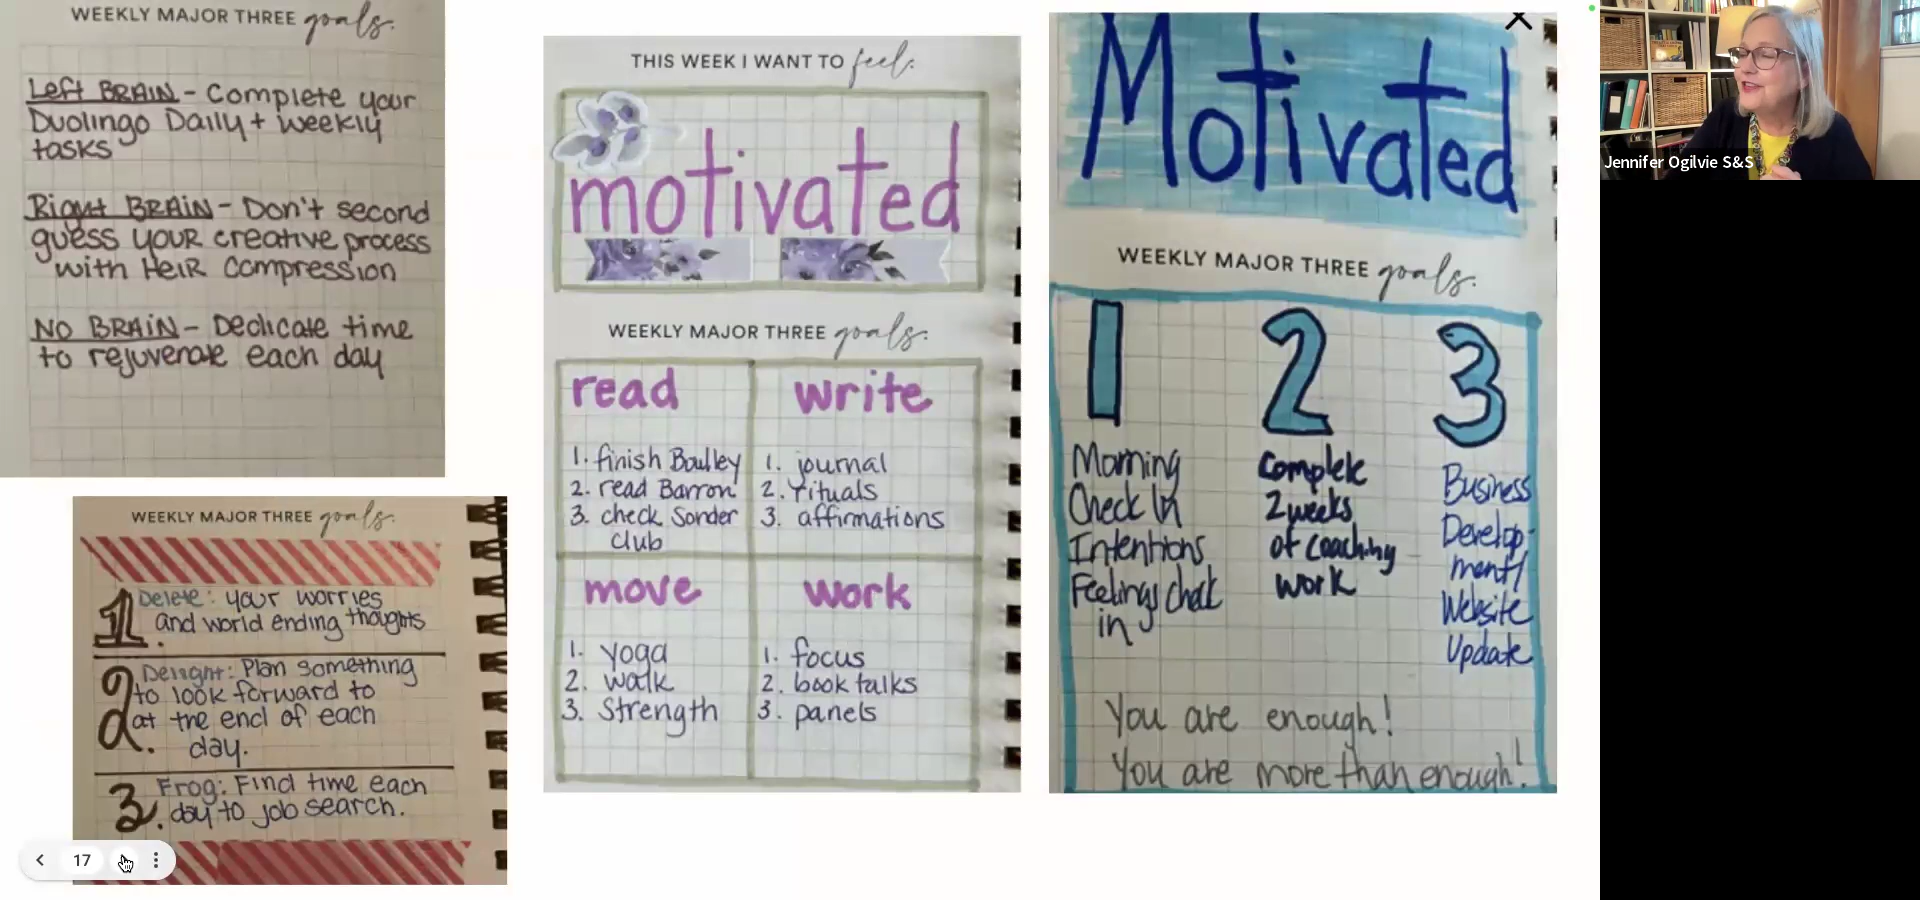 WEEKLY MAJOR THREE goals:
Left BRAIN - Complete your
Duolingo Daily + weekly
tasks
Right BRAIN - Don't second
guess your creative process
with Heir Compression
No BRAIN - Dedicate time
to rejuvenate each day
WEEKLY MAJOR THREE goals:
1. Delete: your worries
and world ending thoughts
2. Delight: Plan something
to look forward to
at the end of each
day.
3. Frog: Find time each
day to job search.
17
THIS WEEK I WANT TO feel:
motivated
WEEKLY MAJOR THREE goals:
read
1. finish Boulley
2. read Barron
3. check Sonder
club
write
1. journal
2. rituals
3. affirmations
move
1. yoga
2. walk
3. Strength
work
1. focus
2. book talks
3. panels
Motivated
WEEKLY MAJOR THREE goals:
1
Morning
Check In
Intentions
Feelings check
in
2
Complete
2 weeks
of coaching
work
3
Business
Develop-
ment/
Website
Update
You are enough!
You are more than enough!
Jennifer Ogilvie S&S